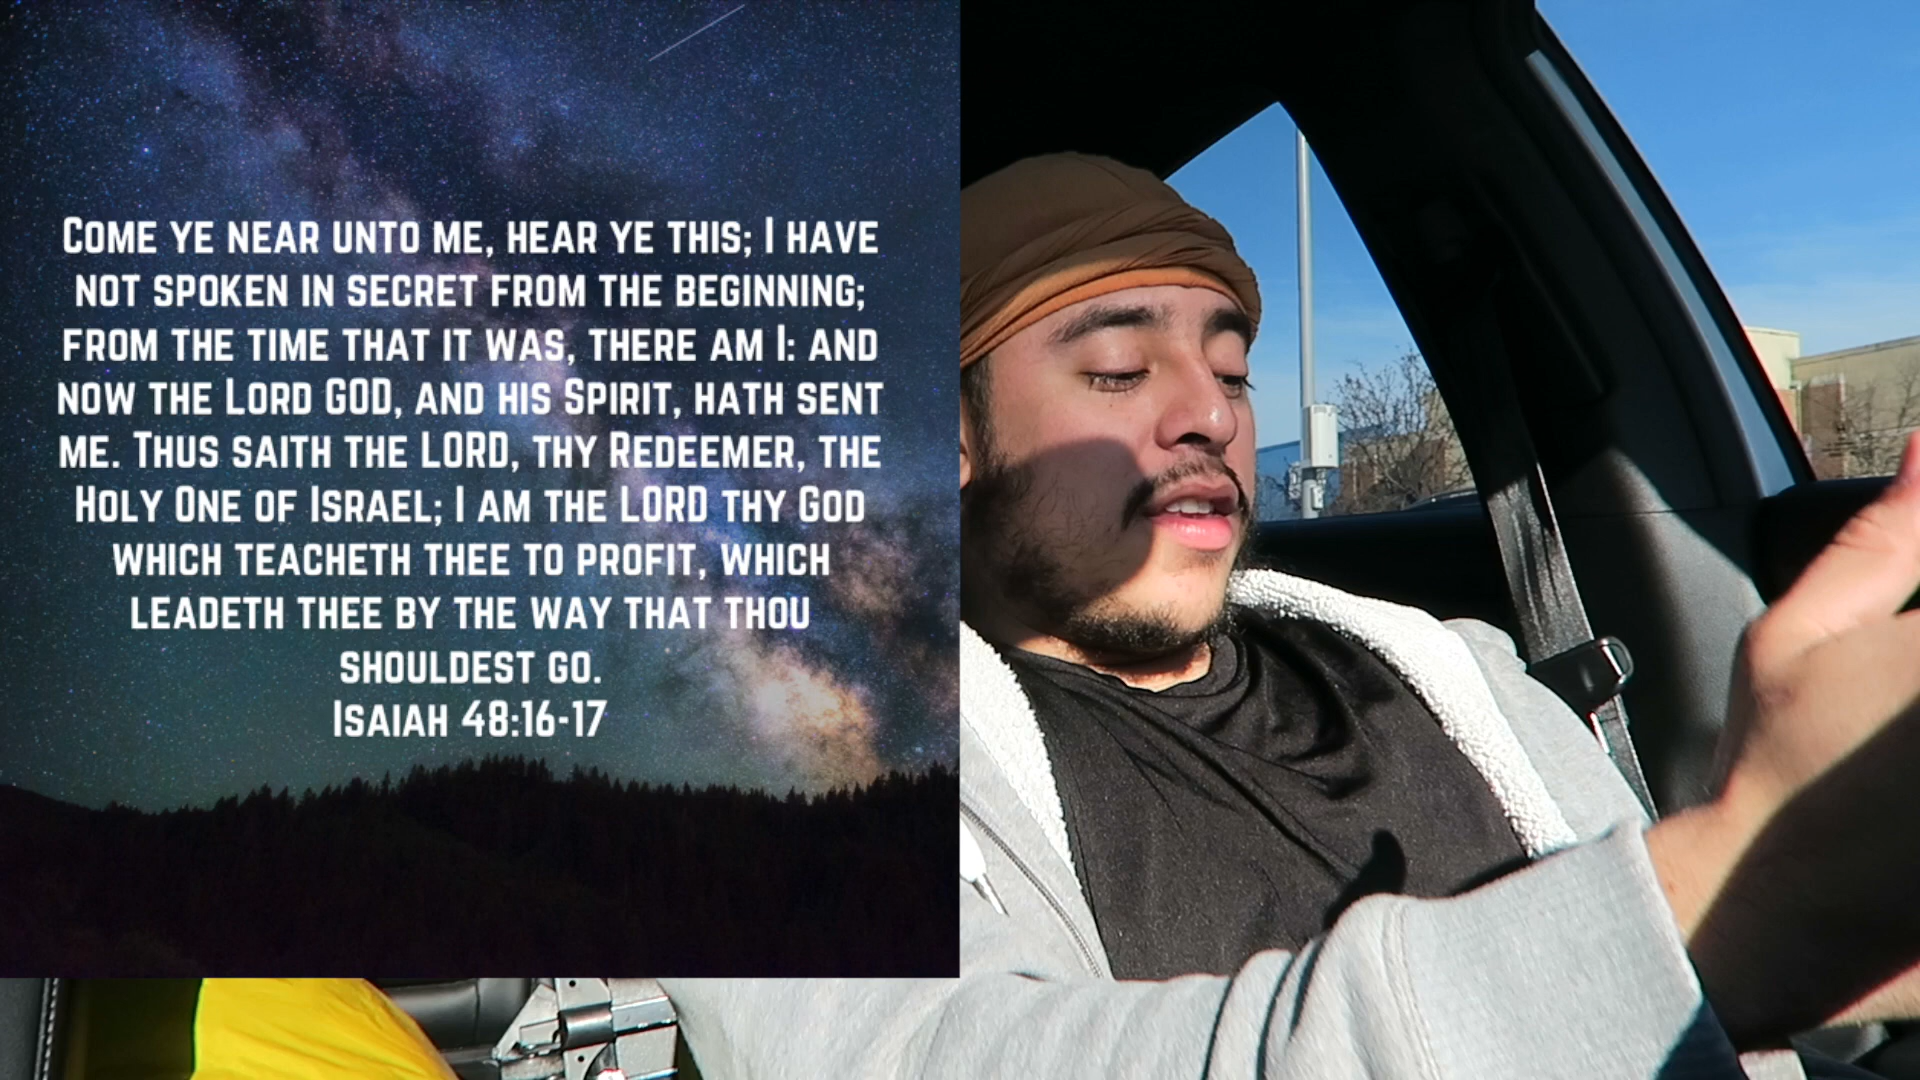 Come ye near unto me, hear ye this; I have
not spoken in secret from the beginning;
from the time that it was, there am I: and
now the Lord GOD, and his Spirit, hath sent
me. Thus saith the LORD, thy Redeemer, the
Holy One of Israel; I am the LORD thy God
which teacheth thee to profit, which
leadeth thee by the way that thou
shouldest go.
Isaiah 48:16-17